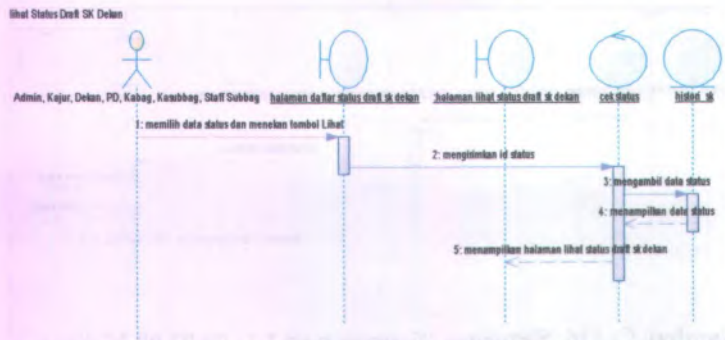 lihat Status Draft SK Dekan
Admin, Kajur, Dekan, PD, Kabag, Kasubbag, Staff Subbag halaman daftar status draft sk dekan :halaman lihat status draft sk dekan cek status histori_sk
1: memilih data status dan menekan tombol Lihat
2: mengirimkan id status
3: mengambil data status
4: menampilkan data status
5: menampilkan halaman lihat status draft sk dekan